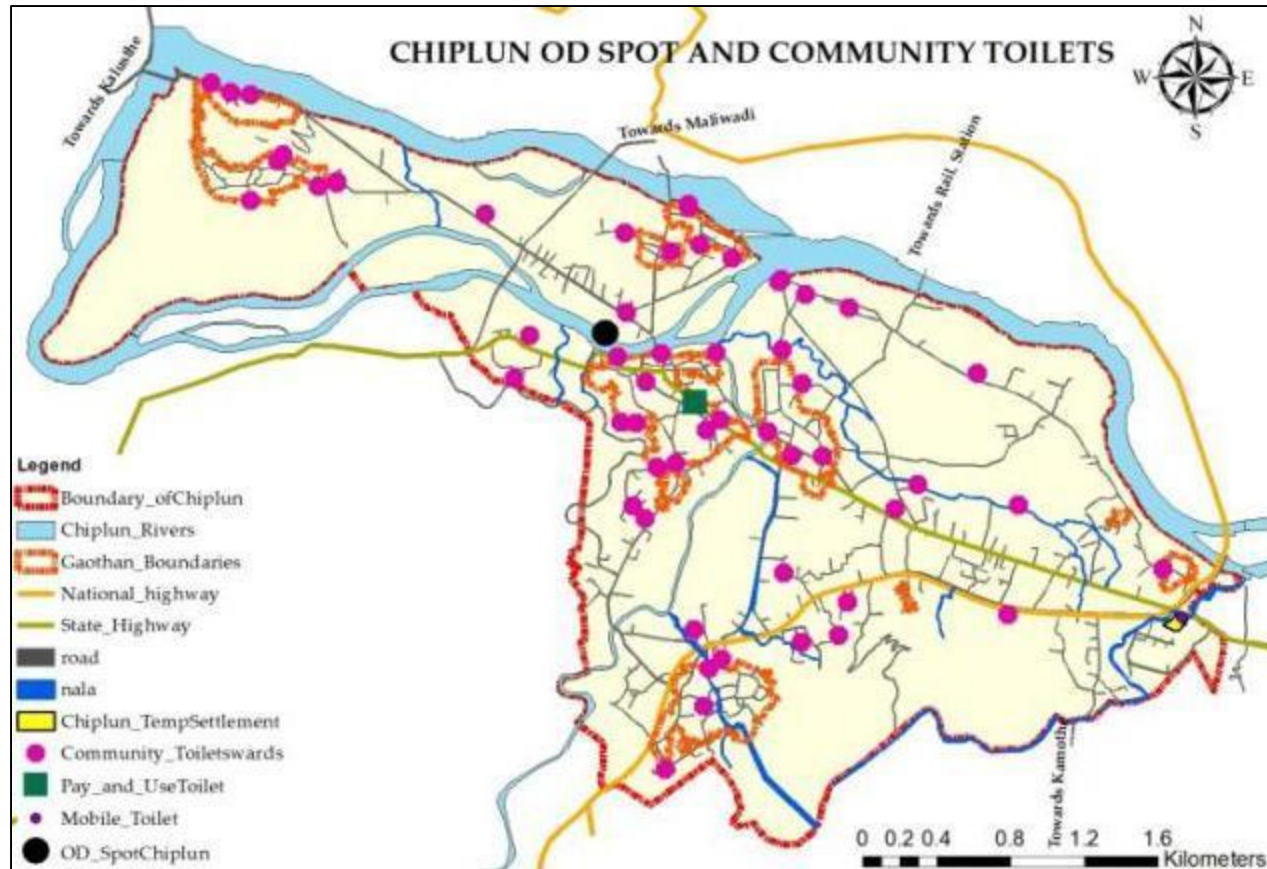 CHIPLUN OD SPOT AND COMMUNITY TOILETS
N
W
E
S
Towards Kalusthe
Towards Maliwadi
Towards Rail. Station
Towards Kamothe
Legend
Boundary_ofChiplun
Chiplun_Rivers
Gaothan_Boundaries
National_highway
State_Highway
road
nala
Chiplun_TempSettlement
Community_Toiletswards
Pay_and_UseToilet
Mobile_Toilet
OD_SpotChiplun
0 0.2 0.4 0.8 1.2 1.6
Kilometers